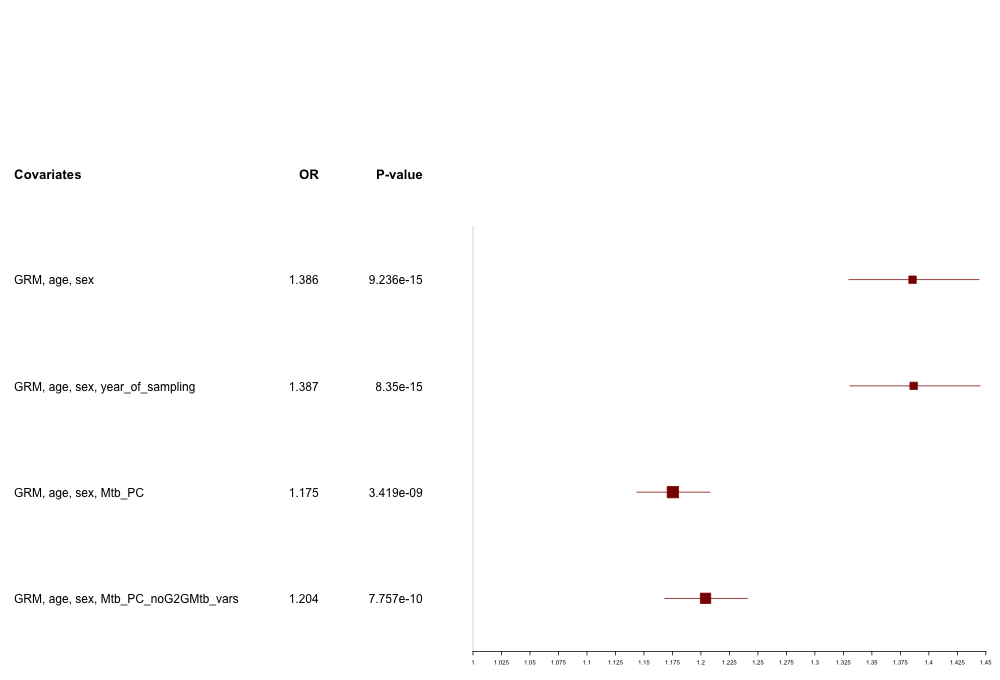 Covariates OR P-value
GRM, age, sex 1.386 9.236e-15
GRM, age, sex, year_of_sampling 1.387 8.35e-15
GRM, age, sex, Mtb_PC 1.175 3.419e-09
GRM, age, sex, Mtb_PC_noG2GMtb_vars 1.204 7.757e-10
1 1.025 1.05 1.075 1.1 1.125 1.15 1.175 1.2 1.225 1.25 1.275 1.3 1.325 1.35 1.375 1.4 1.425 1.45